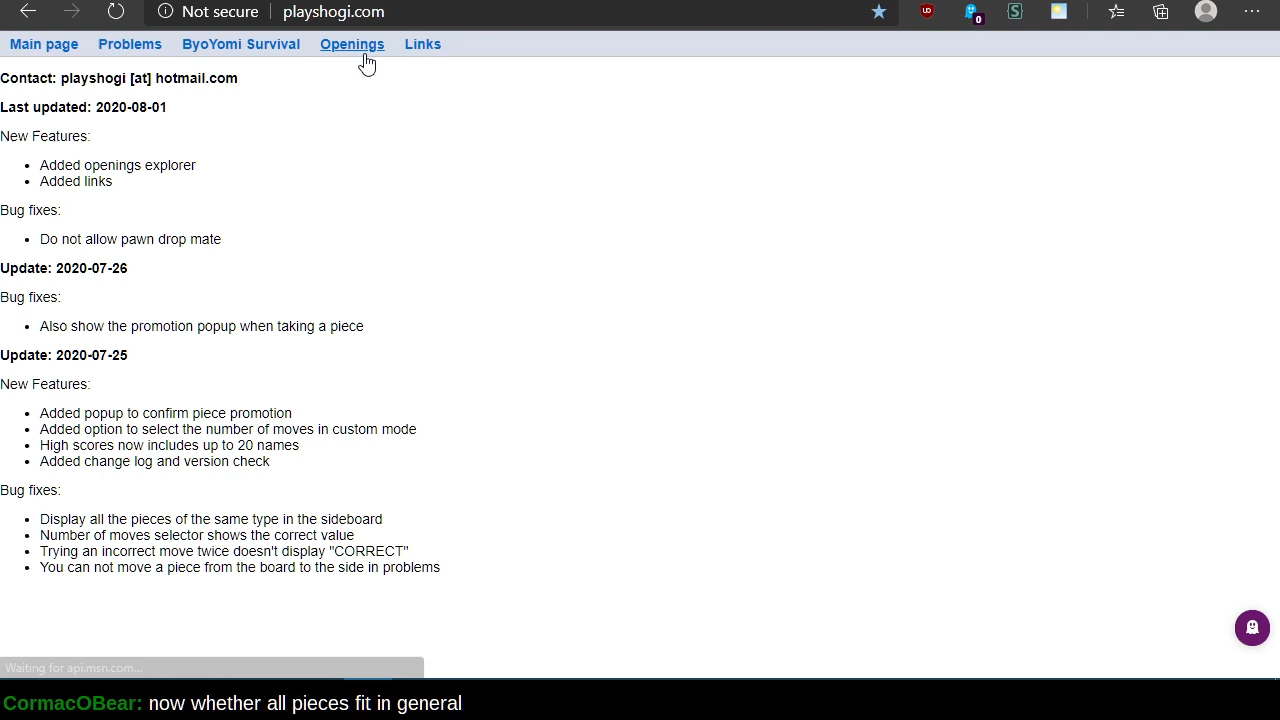 Not secure playshogi.com
UD 0 S
Main page Problems ByoYomi Survival Openings Links
Contact: playshogi [at] hotmail.com
Last updated: 2020-08-01
New Features:
• Added openings explorer
• Added links
Bug fixes:
• Do not allow pawn drop mate
Update: 2020-07-26
Bug fixes:
• Also show the promotion popup when taking a piece
Update: 2020-07-25
New Features:
• Added popup to confirm piece promotion
• Added option to select the number of moves in custom mode
• High scores now includes up to 20 names
• Added change log and version check
Bug fixes:
• Display all the pieces of the same type in the sideboard
• Number of moves selector shows the correct value
• Trying an incorrect move twice doesn't display "CORRECT"
• You can not move a piece from the board to the side in problems
Waiting for api.msn.com...
CormacOBear: now whether all pieces fit in general